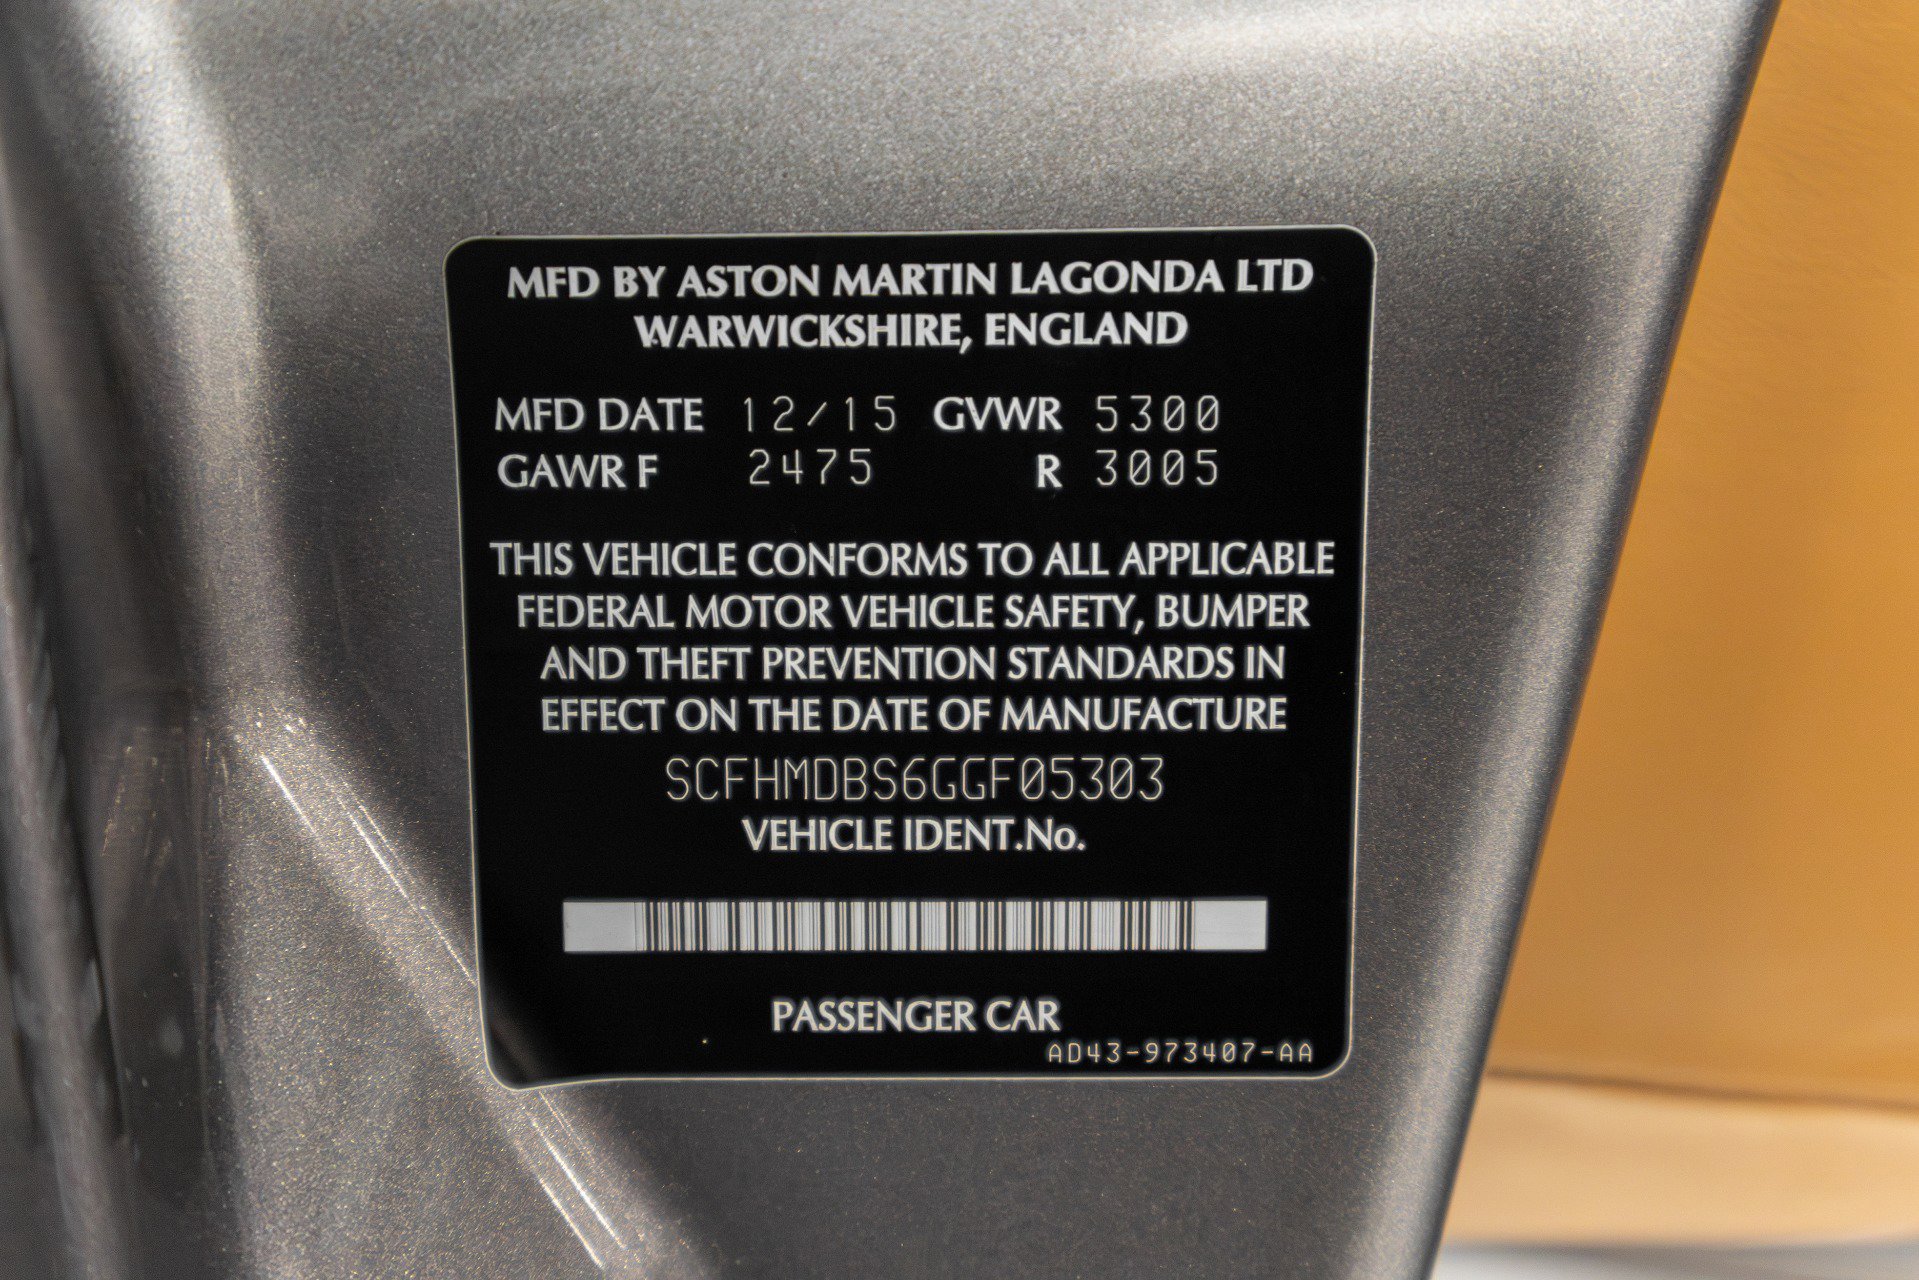 MFD BY ASTON MARTIN LAGONDA LTD
WARWICKSHIRE, ENGLAND
MFD DATE 12/15 GVWR 5300
GAWR F 2475 R 3005
THIS VEHICLE CONFORMS TO ALL APPLICABLE
FEDERAL MOTOR VEHICLE SAFETY, BUMPER
AND THEFT PREVENTION STANDARDS IN
EFFECT ON THE DATE OF MANUFACTURE
SCFHMDBS6GGF05303
VEHICLE IDENT.No.
PASSENGER CAR
AD43-973407-AA